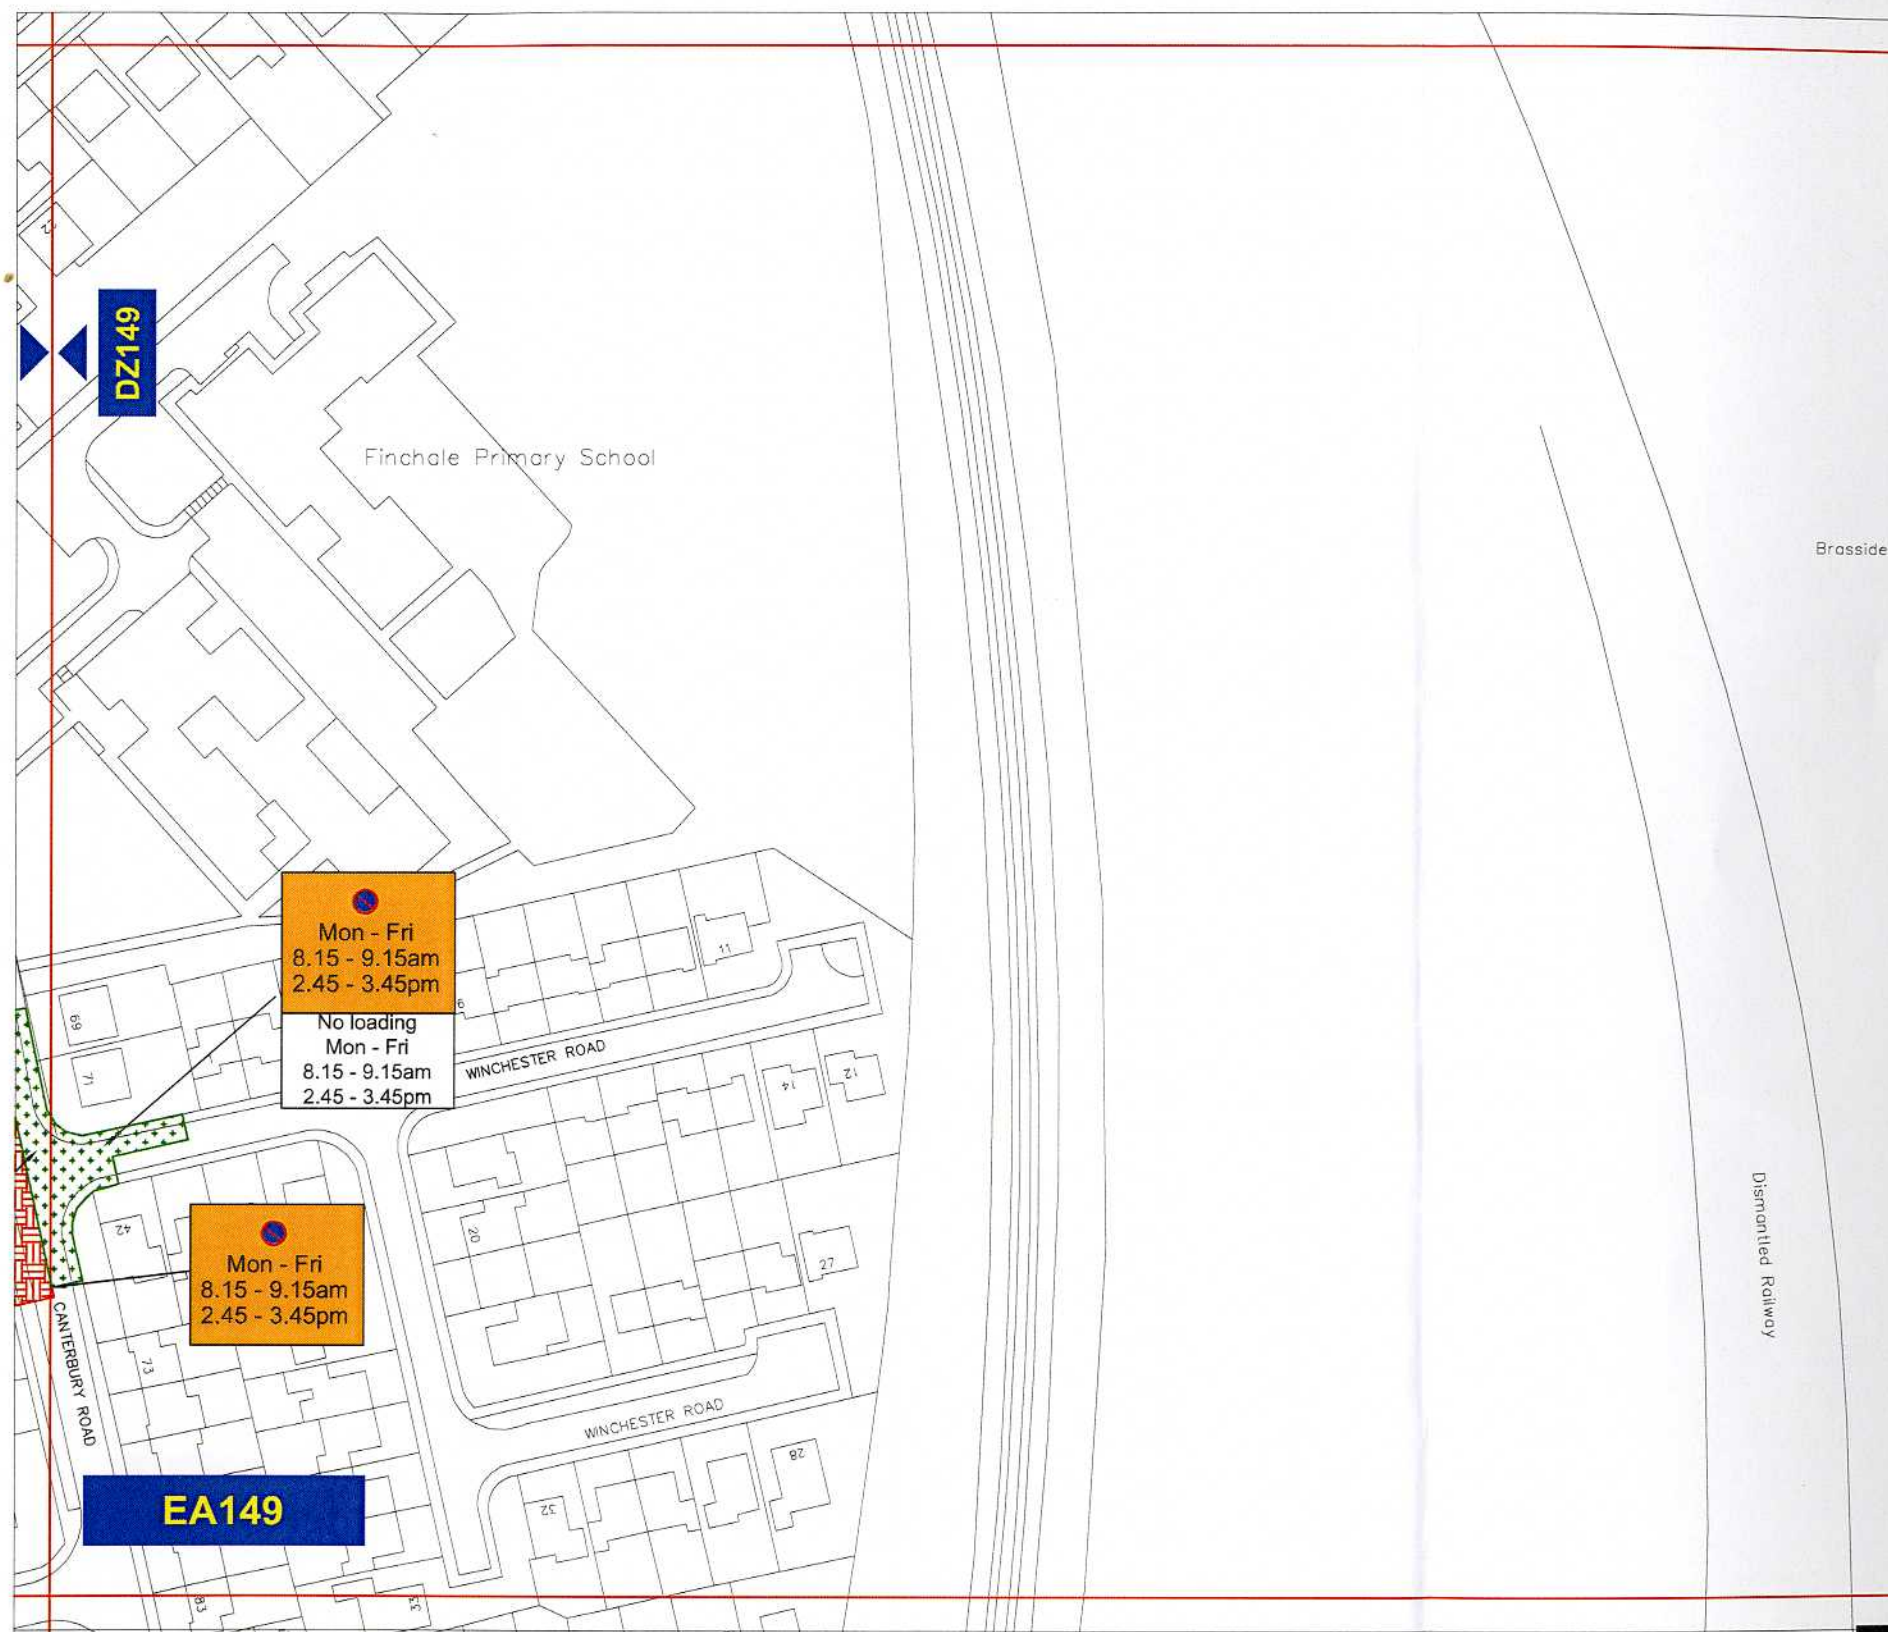 DZ149
Finchale Primary School
Brasside
Mon - Fri
8.15 - 9.15am
2.45 - 3.45pm
No loading
Mon - Fri
8.15 - 9.15am
2.45 - 3.45pm
11
9
69
71
WINCHESTER ROAD
14
12
42
20
27
Mon - Fri
8.15 - 9.15am
2.45 - 3.45pm
Dismantled Railway
CANTERBURY ROAD
73
WINCHESTER ROAD
28
32
EA149
83
33